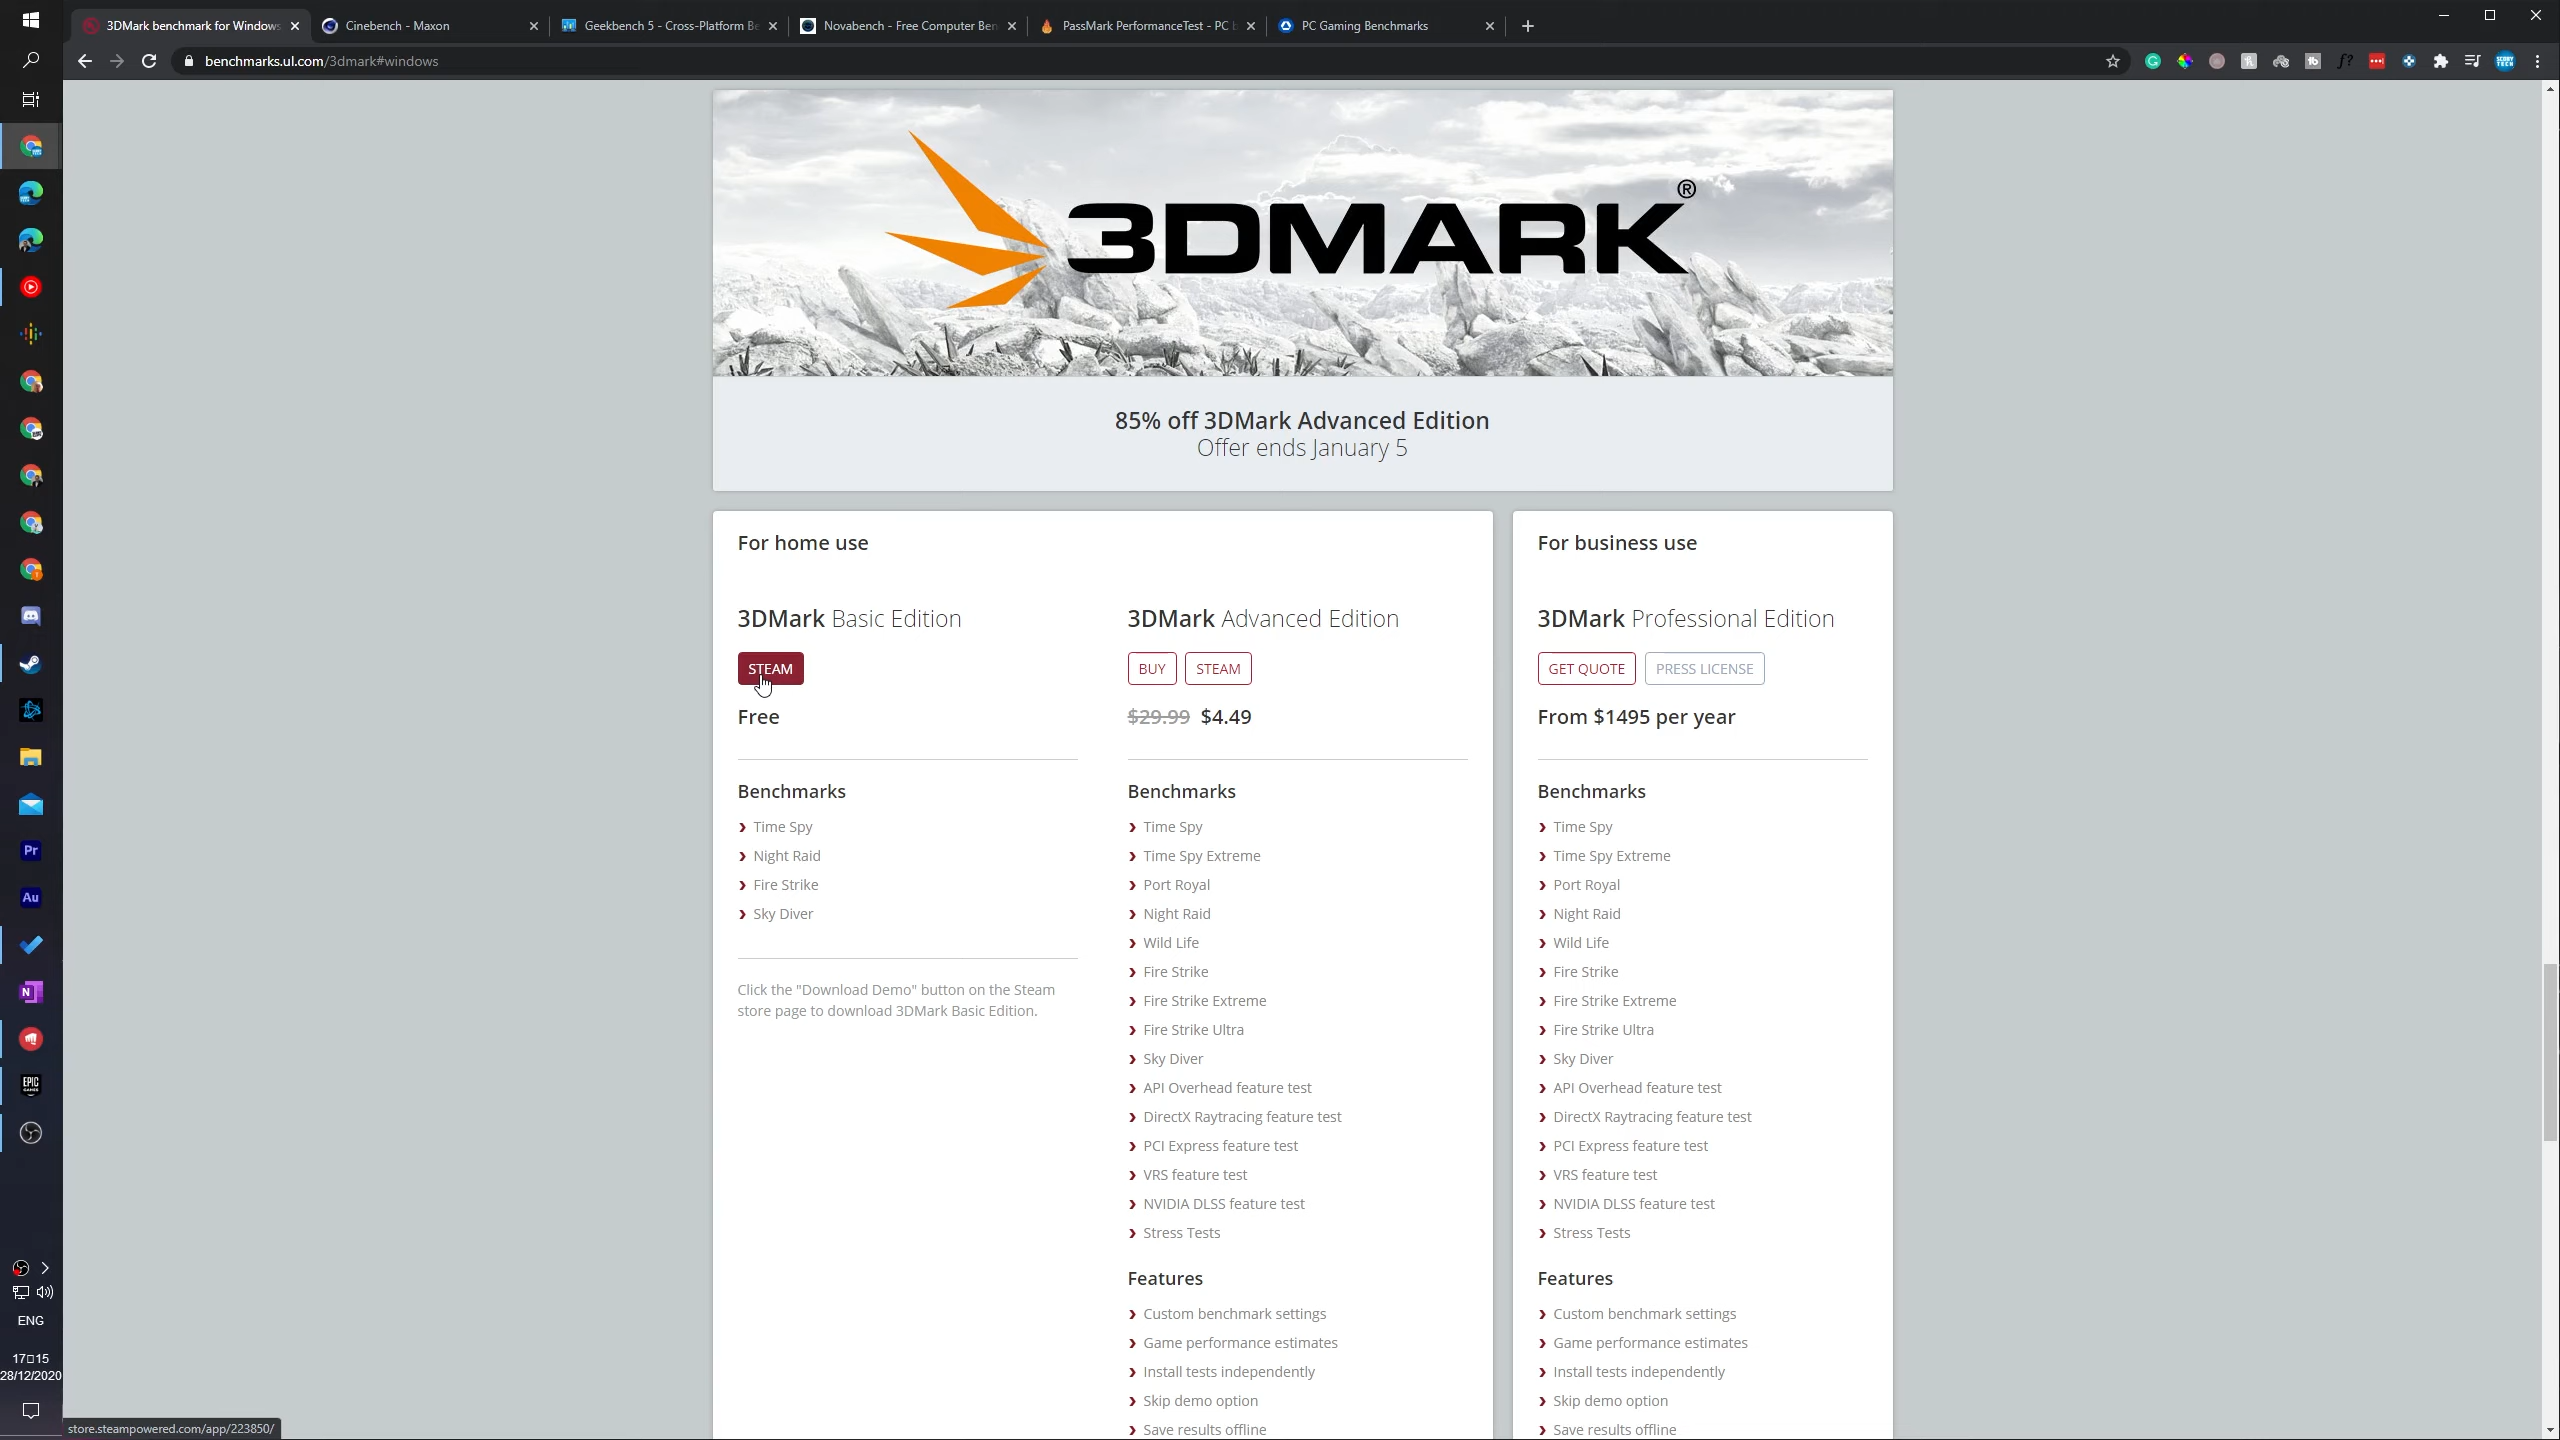 3DMark benchmark for Windows
Cinebench - Maxon
Geekbench 5 - Cross-Platform Be
Novabench - Free Computer Ben
PassMark PerformanceTest - PC b
PC Gaming Benchmarks
benchmarks.ul.com/3dmark#windows
3DMARK®
85% off 3DMark Advanced Edition
Offer ends January 5
For home use
3DMark Basic Edition
STEAM
Free
Benchmarks
Time Spy
Night Raid
Fire Strike
Sky Diver
Click the "Download Demo" button on the Steam
store page to download 3DMark Basic Edition.
3DMark Advanced Edition
BUY
STEAM
$29.99 $4.49
Benchmarks
Time Spy
Time Spy Extreme
Port Royal
Night Raid
Wild Life
Fire Strike
Fire Strike Extreme
Fire Strike Ultra
Sky Diver
API Overhead feature test
DirectX Raytracing feature test
PCI Express feature test
VRS feature test
NVIDIA DLSS feature test
Stress Tests
Features
Custom benchmark settings
Game performance estimates
Install tests independently
Skip demo option
Save results offline
For business use
3DMark Professional Edition
GET QUOTE
PRESS LICENSE
From $1495 per year
Benchmarks
Time Spy
Time Spy Extreme
Port Royal
Night Raid
Wild Life
Fire Strike
Fire Strike Extreme
Fire Strike Ultra
Sky Diver
API Overhead feature test
DirectX Raytracing feature test
PCI Express feature test
VRS feature test
NVIDIA DLSS feature test
Stress Tests
Features
Custom benchmark settings
Game performance estimates
Install tests independently
Skip demo option
Save results offline
Pr
Au
N
EPIC
GAMES
ENG
17□15
28/12/2020
store.steampowered.com/app/223850/